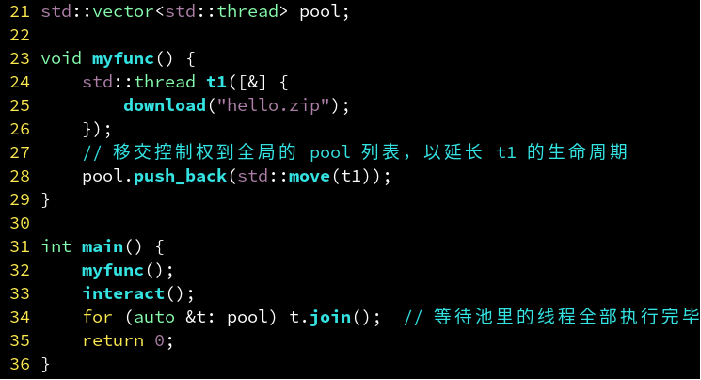 21 std::vector<std::thread> pool;
22
23 void myfunc() {
24     std::thread t1([&] {
25         download("hello.zip");
26     });
27     // 移交控制权到全局的 pool 列表，以延长 t1 的生命周期
28     pool.push_back(std::move(t1));
29 }
30
31 int main() {
32     myfunc();
33     interact();
34     for (auto &t: pool) t.join();  // 等待池里的线程全部执行完毕
35     return 0;
36 }